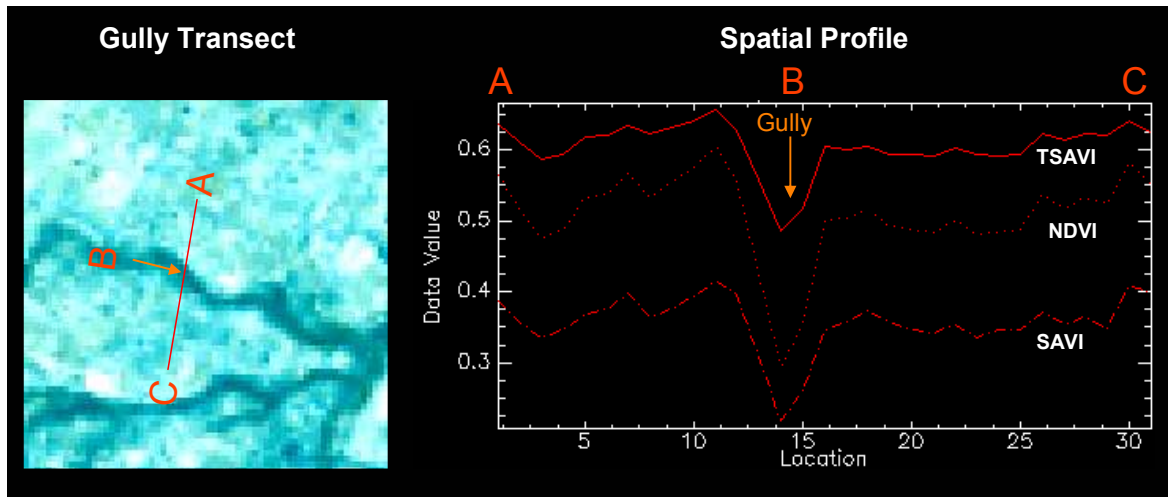 Gully Transect
A
B
C
Spatial Profile
A B C
Gully
TSAVI
NDVI
SAVI
Data Value
0.6
0.5
0.4
0.3
5 10 15 20 25 30
Location